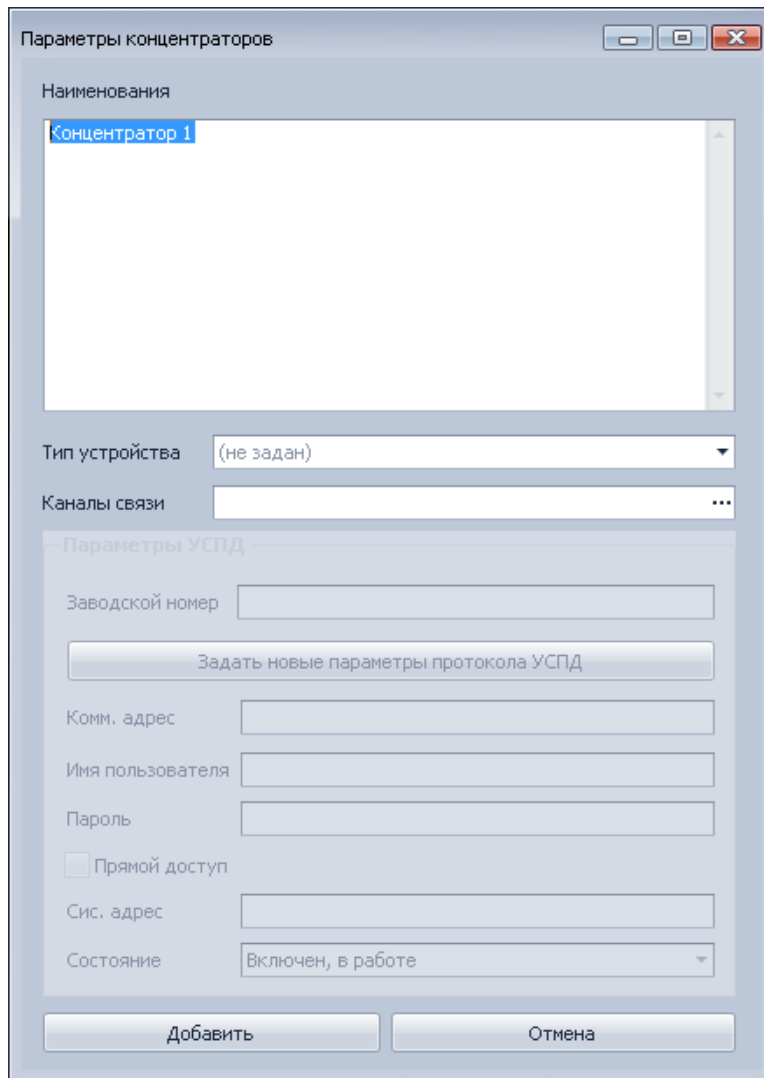 Параметры концентраторов
Наименования
Концентратор 1
Тип устройства (не задан)
Каналы связи ...
Параметры УСПД
Заводской номер
Задать новые параметры протокола УСПД
Комм. адрес
Имя пользователя
Пароль
Прямой доступ
Сис. адрес
Состояние Включен, в работе
Добавить Отмена